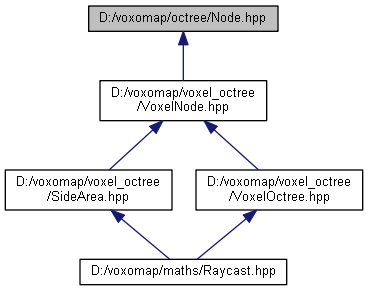 D:/voxomap/octree/Node.hpp
D:/voxomap/voxel_octree
/VoxelNode.hpp
D:/voxomap/voxel_octree
/SideArea.hpp
D:/voxomap/voxel_octree
/VoxelOctree.hpp
D:/voxomap/maths/Raycast.hpp